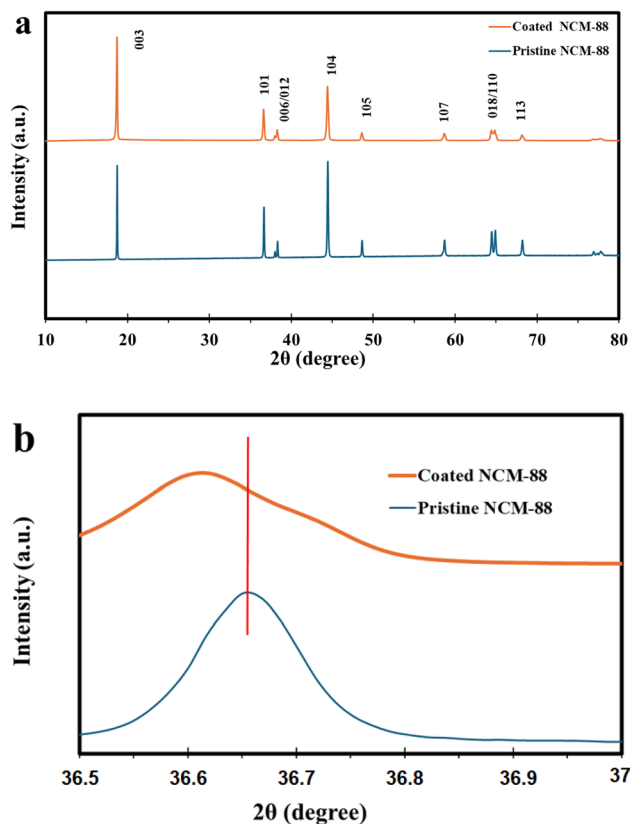 a
Coated NCM-88
Pristine NCM-88
003
101
006/012
104
105
107
018/110
113
Intensity (a.u.)
10 20 30 40 50 60 70 80
2θ (degree)
b
Coated NCM-88
Pristine NCM-88
Intensity (a.u.)
36.5 36.6 36.7 36.8 36.9 37
2θ (degree)